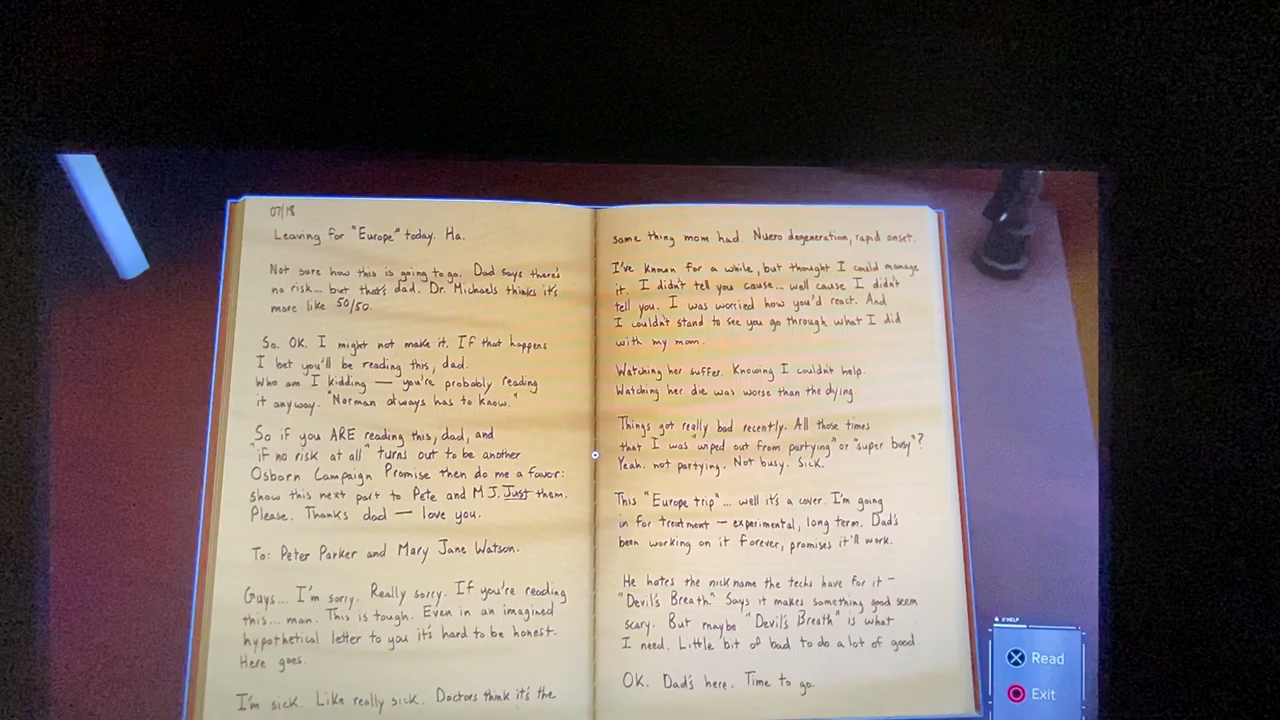 07/18
Leaving for "Europe" today. Ha.
Not sure how this is going to go. Dad says there's
no risk... but that's dad. Dr. Michaels thinks it's
more like 50/50.
So. OK. I might not make it. If that happens
I bet you'll be reading this, dad.
Who am I kidding — you're probably reading
it anyway. "Norman always has to know."
So if you ARE reading this, dad, and
"if no risk at all" turns out to be another
Osborn Campaign Promise then do me a favor:
show this next part to Pete and MJ. Just them.
Please. Thanks dad — love you.
To: Peter Parker and Mary Jane Watson.
Guys... I'm sorry. Really sorry. If you're reading
this... man. This is tough. Even in an imagined
hypothetical letter to you it's hard to be honest.
Here goes.
I'm sick. Like really sick. Doctors think it's the
same thing mom had. Nuero degeneration, rapid onset.
I've known for a while, but thought I could manage
it. I didn't tell you cause... well cause I didn't
tell you. I was worried how you'd react. And
I couldn't stand to see you go through what I did
with my mom.
Watching her suffer. Knowing I couldn't help.
Watching her die was worse than the dying.
Things got really bad recently. All those times
that I was "wiped out from partying" or "super busy"?
Yeah. not partying. Not busy. Sick.
This "Europe trip"... well it's a cover. I'm going
in for treatment — experimental, long term. Dad's
been working on it forever, promises it'll work.
He hates the nickname the techs have for it -
"Devil's Breath." Says it makes something good seem
scary. But maybe "Devil's Breath" is what
I need. Little bit of bad to do a lot of good.
OK. Dad's here. Time to go.
HELP
Read
Exit